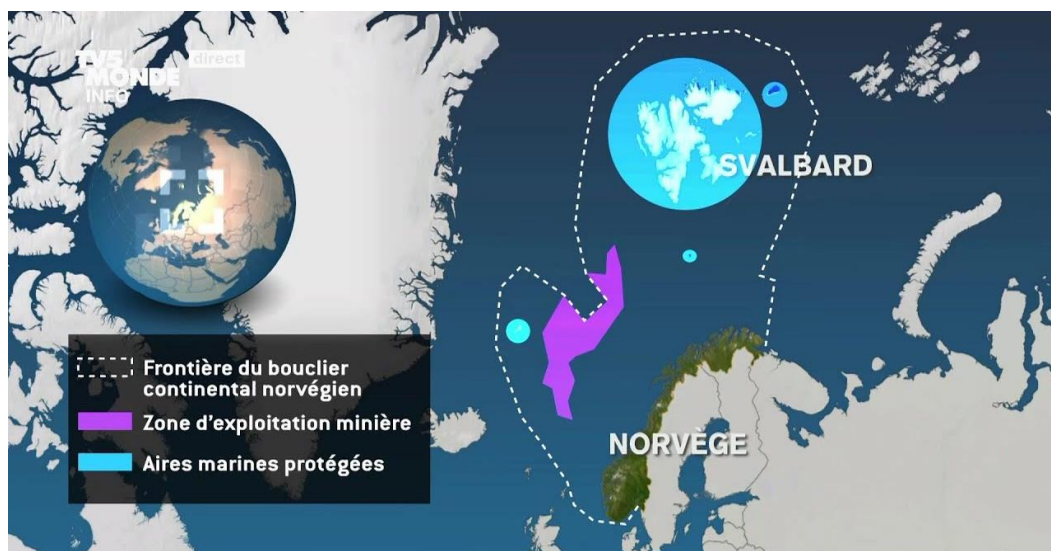 TV5
MONDE
INFO
direct
SVALBARD
NORVÈGE
Frontière du bouclier
continental norvégien
Zone d'exploitation minière
Aires marines protégées